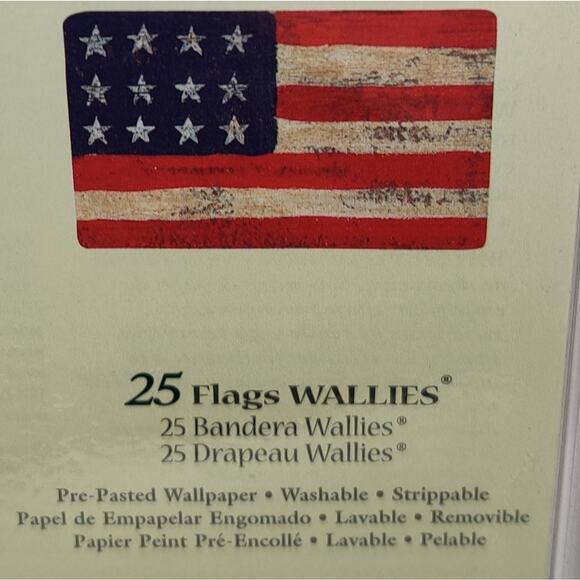 25 Flags WALLIES®
25 Bandera Wallies®
25 Drapeau Wallies®
Pre-Pasted Wallpaper • Washable • Strippable
Papel de Empapelar Engomado • Lavable • Removible
Papier Peint Pré-Encollé • Lavable • Pelable